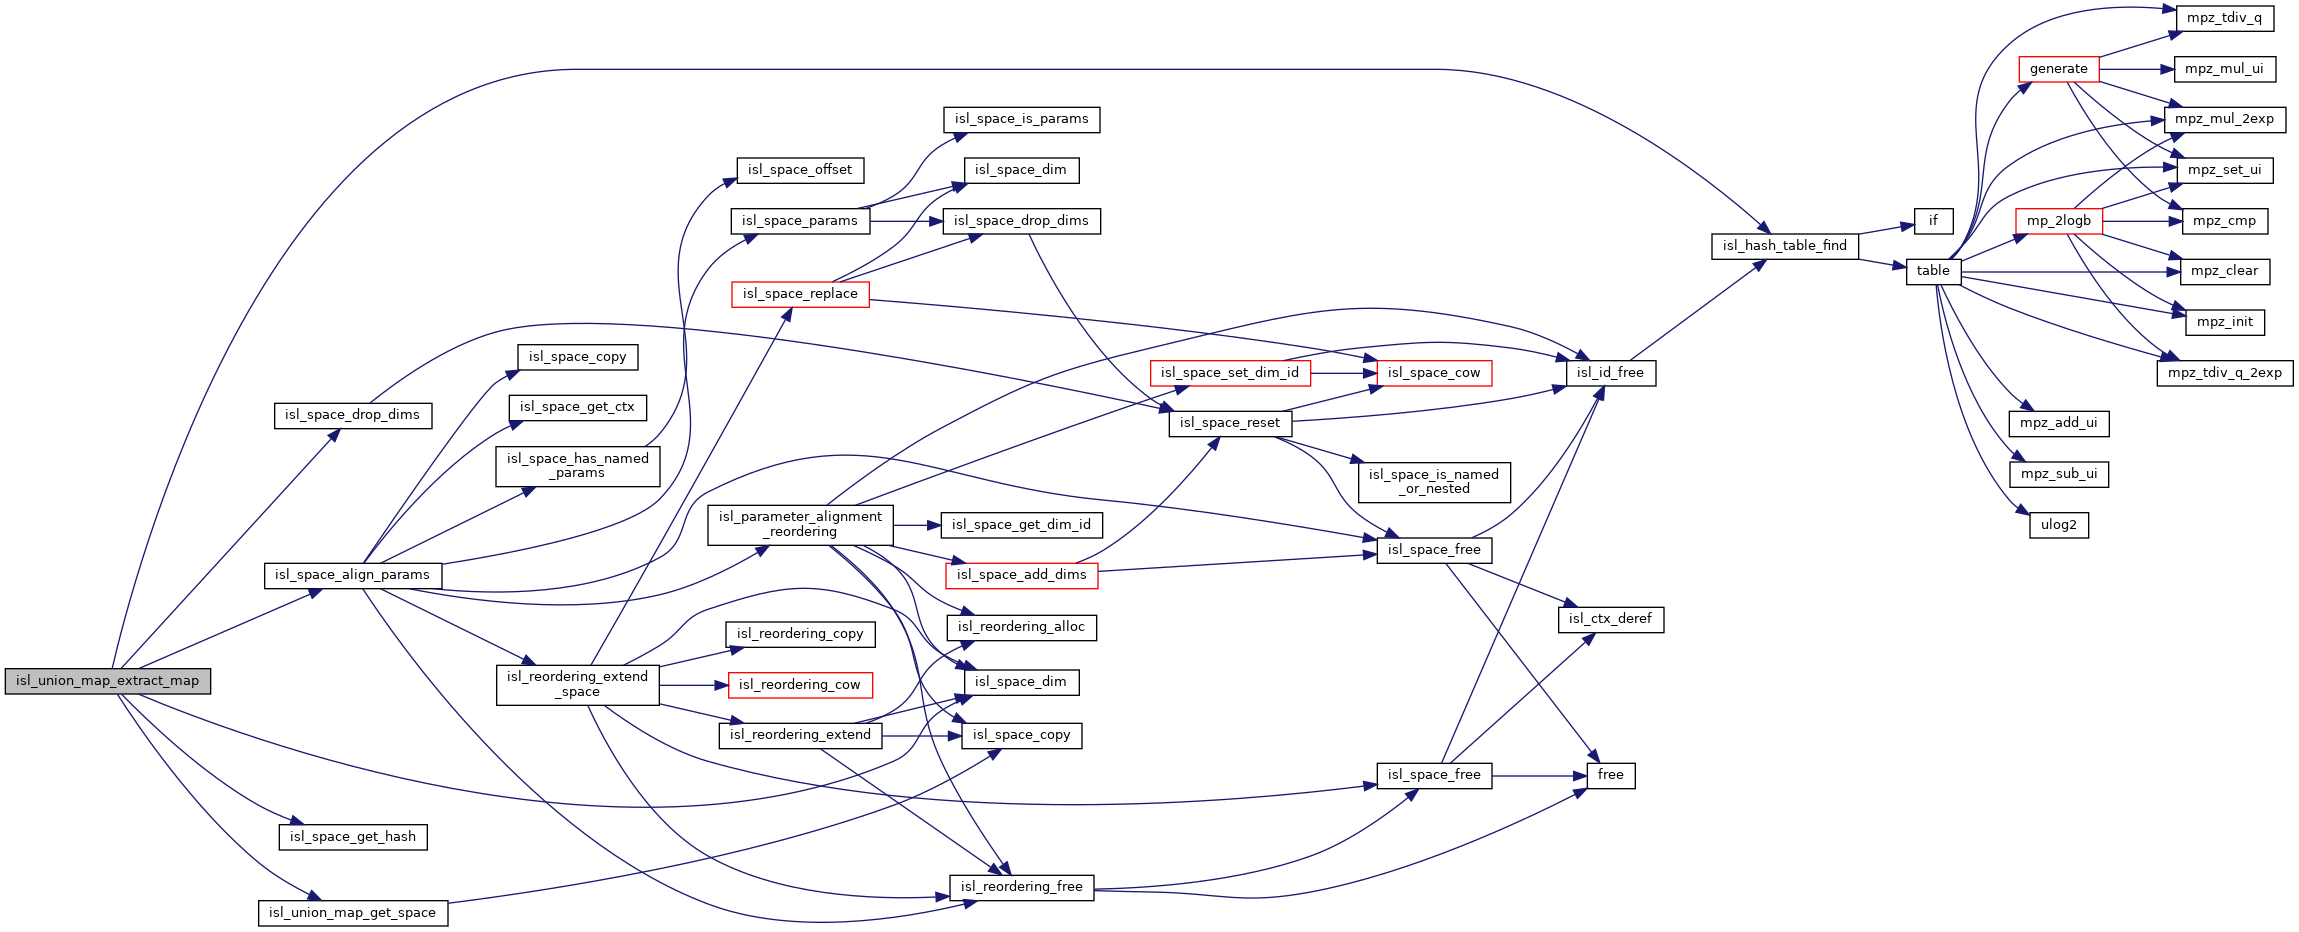 isl_union_map_extract_map
isl_space_drop_dims
isl_space_align_params
isl_space_get_hash
isl_union_map_get_space
isl_space_copy
isl_space_get_ctx
isl_space_has_named
_params
isl_reordering_extend
_space
isl_space_offset
isl_space_params
isl_space_replace
isl_parameter_alignment
_reordering
isl_reordering_copy
isl_reordering_cow
isl_reordering_extend
isl_space_is_params
isl_space_dim
isl_space_drop_dims
isl_space_get_dim_id
isl_space_add_dims
isl_reordering_alloc
isl_space_dim
isl_space_copy
isl_reordering_free
isl_space_set_dim_id
isl_space_reset
isl_space_cow
isl_space_is_named
_or_nested
isl_space_free
isl_space_free
isl_id_free
isl_ctx_deref
free
isl_hash_table_find
if
table
generate
mp_2logb
mpz_add_ui
mpz_sub_ui
ulog2
mpz_tdiv_q
mpz_mul_ui
mpz_mul_2exp
mpz_set_ui
mpz_cmp
mpz_clear
mpz_init
mpz_tdiv_q_2exp